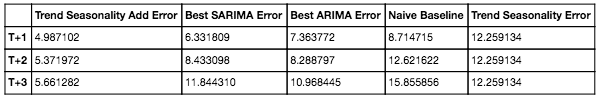 Trend Seasonality Add Error Best SARIMA Error Best ARIMA Error Naive Baseline Trend Seasonality Error
T+1 4.987102 6.331809 7.363772 8.714715 12.259134
T+2 5.371972 8.433098 8.288797 12.621622 12.259134
T+3 5.661282 11.844310 10.968445 15.855856 12.259134